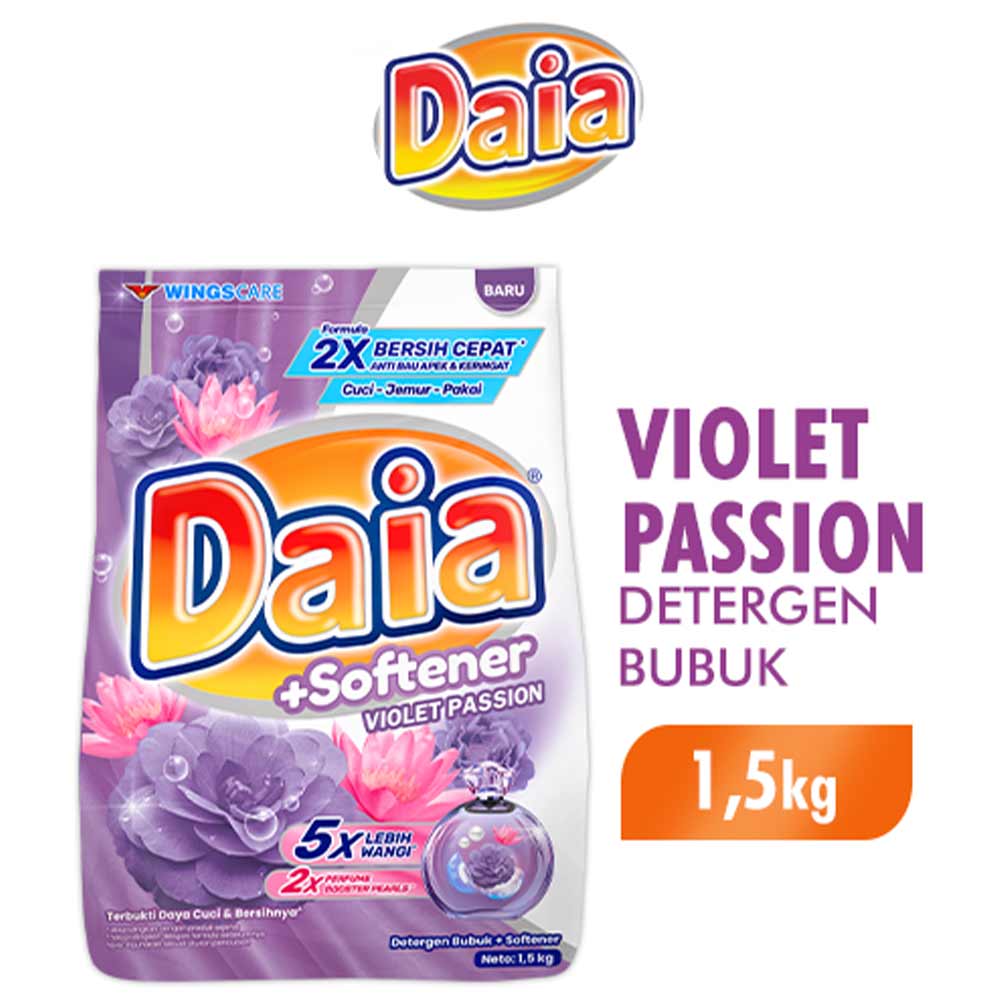 Daia
WINGSCARE
BARU
Formula
2X BERSIH CEPAT*
ANTI BAU APEK & KERINGAT
Cuci - Jemur - Pakai
Daia®
+Softener
VIOLET PASSION
5X LEBIH WANGI*
2X PERFUME BOOSTER PEARLS*
Terbukti Daya Cuci & Bersihnya*
Detergen Bubuk + Softener
Neto: 1,5 kg
VIOLET
PASSION
DETERGEN
BUBUK
1,5kg